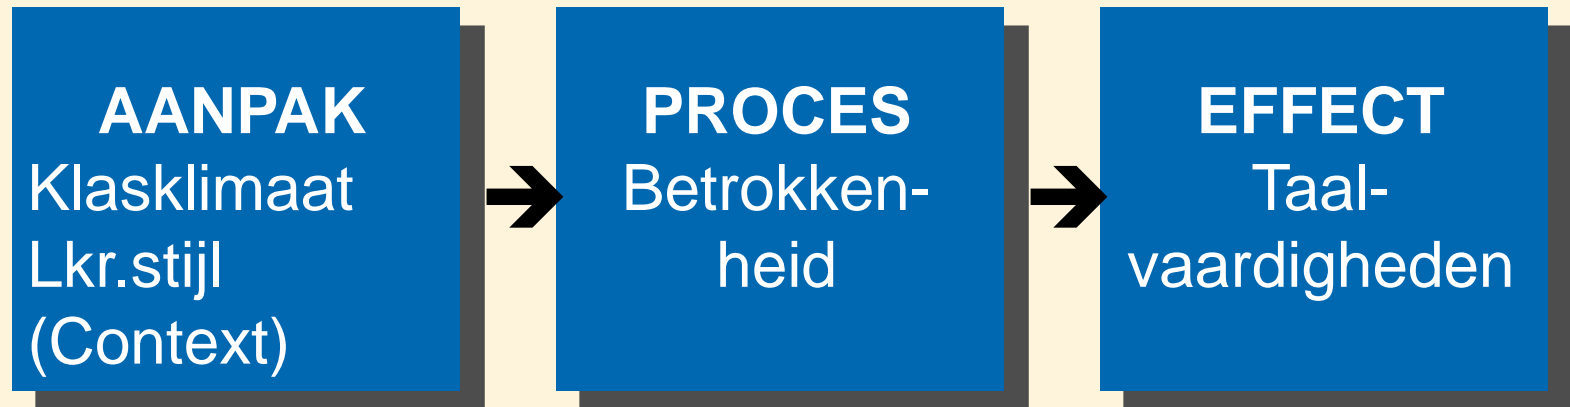 AANPAK
Klasklimaat
Lkr.stijl
(Context)
PROCES
Betrokken-
heid
EFFECT
Taal-
vaardigheden